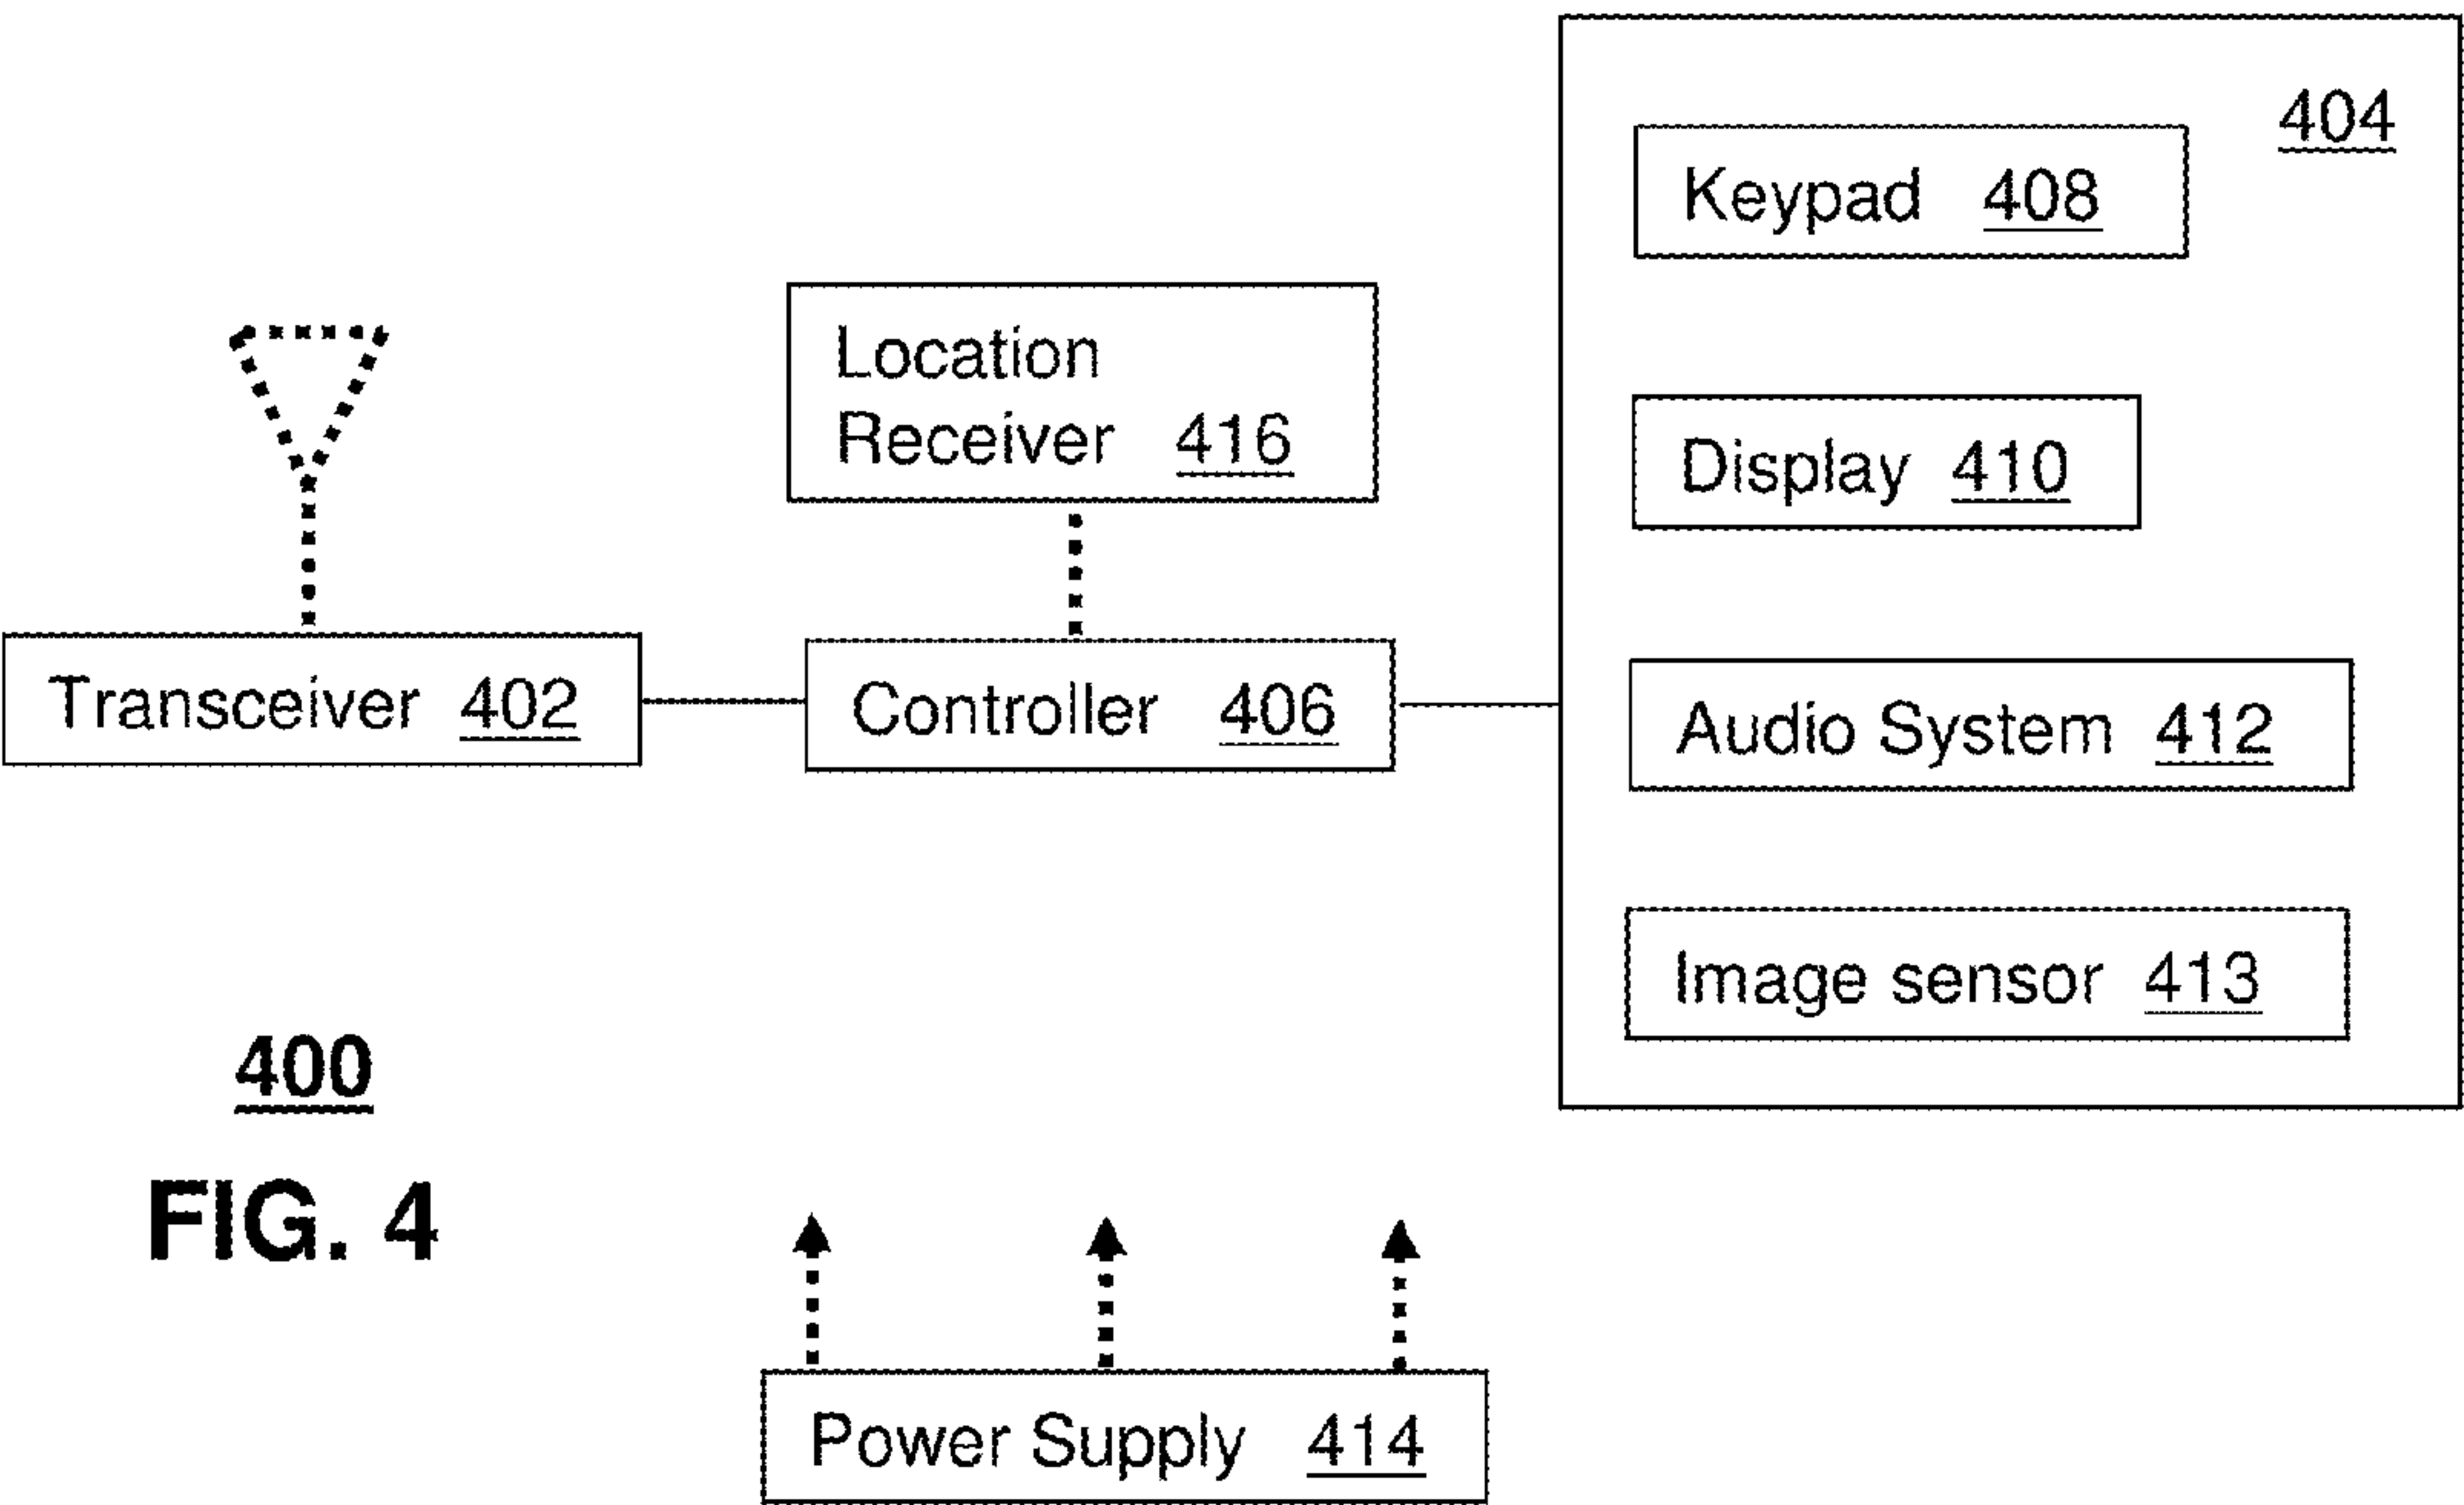 404
Keypad 408
Location
Receiver 416
Display 410
Transceiver 402
Controller 406
Audio System 412
Image sensor 413
400
FIG. 4
Power Supply 414